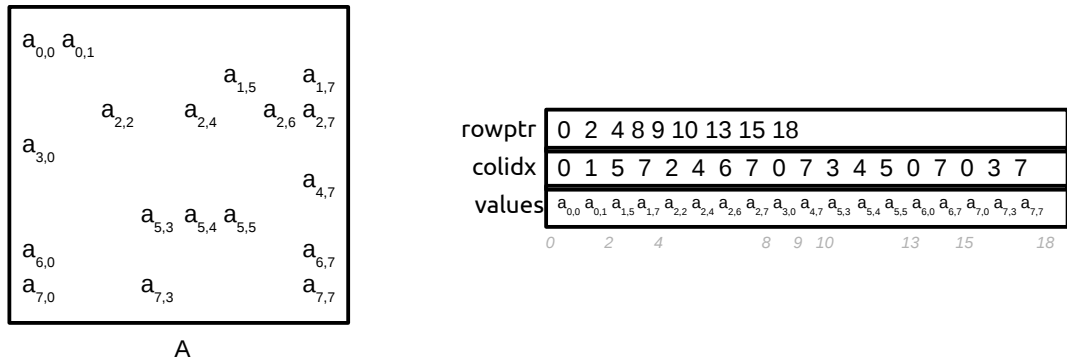 a0,0 a0,1
a1,5 a1,7
a2,2 a2,4 a2,6 a2,7
a3,0
a4,7
a5,3 a5,4 a5,5
a6,0 a6,7
a7,0 a7,3 a7,7
A
rowptr 0 2 4 8 9 10 13 15 18
colidx 0 1 5 7 2 4 6 7 0 7 3 4 5 0 7 0 3 7
values a0,0 a0,1 a1,5 a1,7 a2,2 a2,4 a2,6 a2,7 a3,0 a4,7 a5,3 a5,4 a5,5 a6,0 a6,7 a7,0 a7,3 a7,7
0 2 4 8 9 10 13 15 18